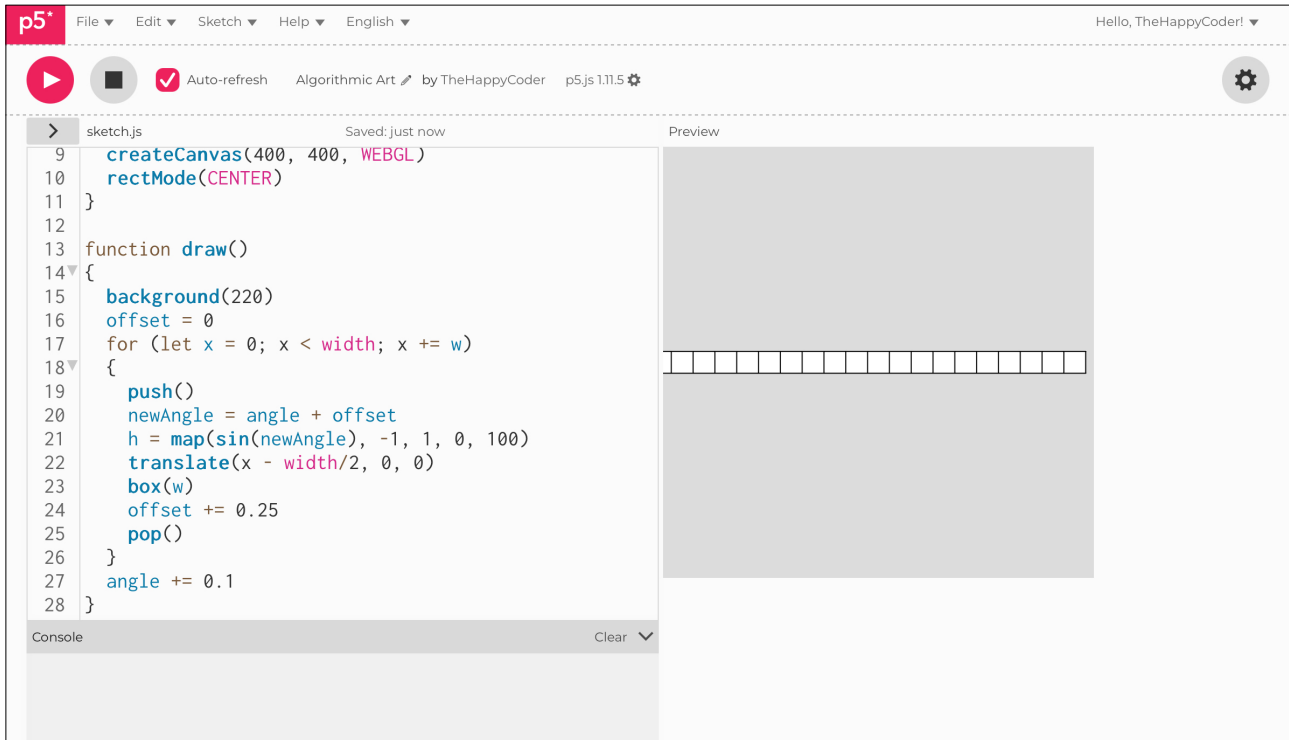 p5* File Edit Sketch Help English Hello, TheHappyCoder!
Auto-refresh Algorithmic Art by TheHappyCoder p5.js 1.11.5
> sketch.js Saved: just now Preview
9 createCanvas(400, 400, WEBGL)
10 rectMode(CENTER)
11 }
12
13 function draw()
14 {
15 background(220)
16 offset = 0
17 for (let x = 0; x < width; x += w)
18 {
19 push()
20 newAngle = angle + offset
21 h = map(sin(newAngle), -1, 1, 0, 100)
22 translate(x - width/2, 0, 0)
23 box(w)
24 offset += 0.25
25 pop()
26 }
27 angle += 0.1
28 }
Console Clear